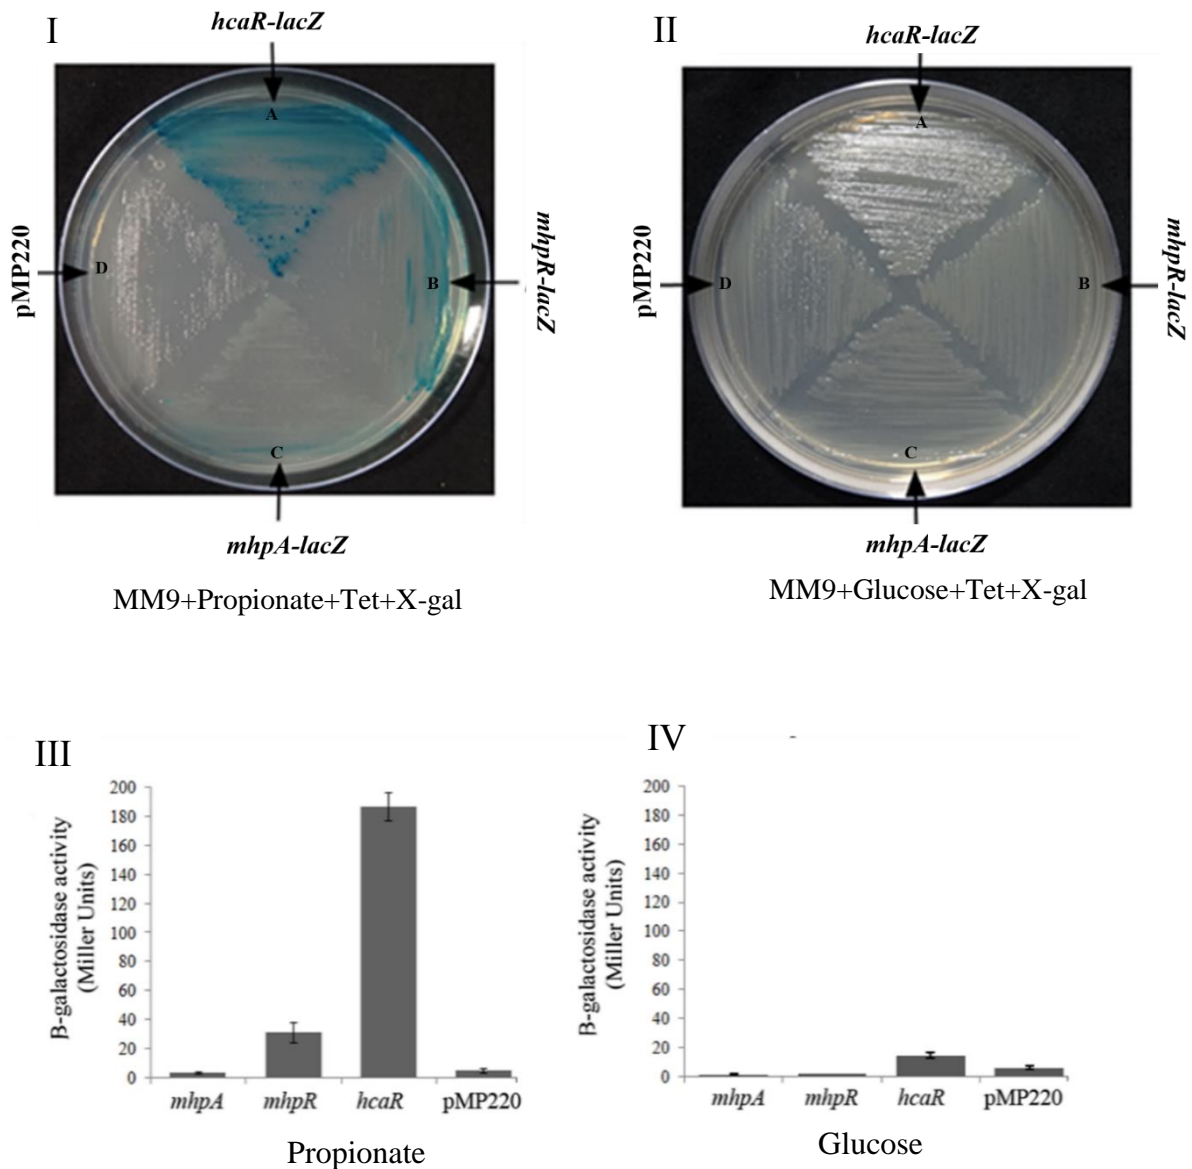 I
hcaR-lacZ
A
pMP220
D
B
mhpR-lacZ
C
mhpA-lacZ
MM9+Propionate+Tet+X-gal
II
hcaR-lacZ
A
pMP220
D
B
mhpR-lacZ
C
mhpA-lacZ
MM9+Glucose+Tet+X-gal
III
β-galactosidase activity
(Miller Units)
200
180
160
140
120
100
80
60
40
20
0
mhpA mhpR hcaR pMP220
Propionate
IV
β-galactosidase activity
(Miller Units)
200
180
160
140
120
100
80
60
40
20
0
mhpA mhpR hcaR pMP220
Glucose